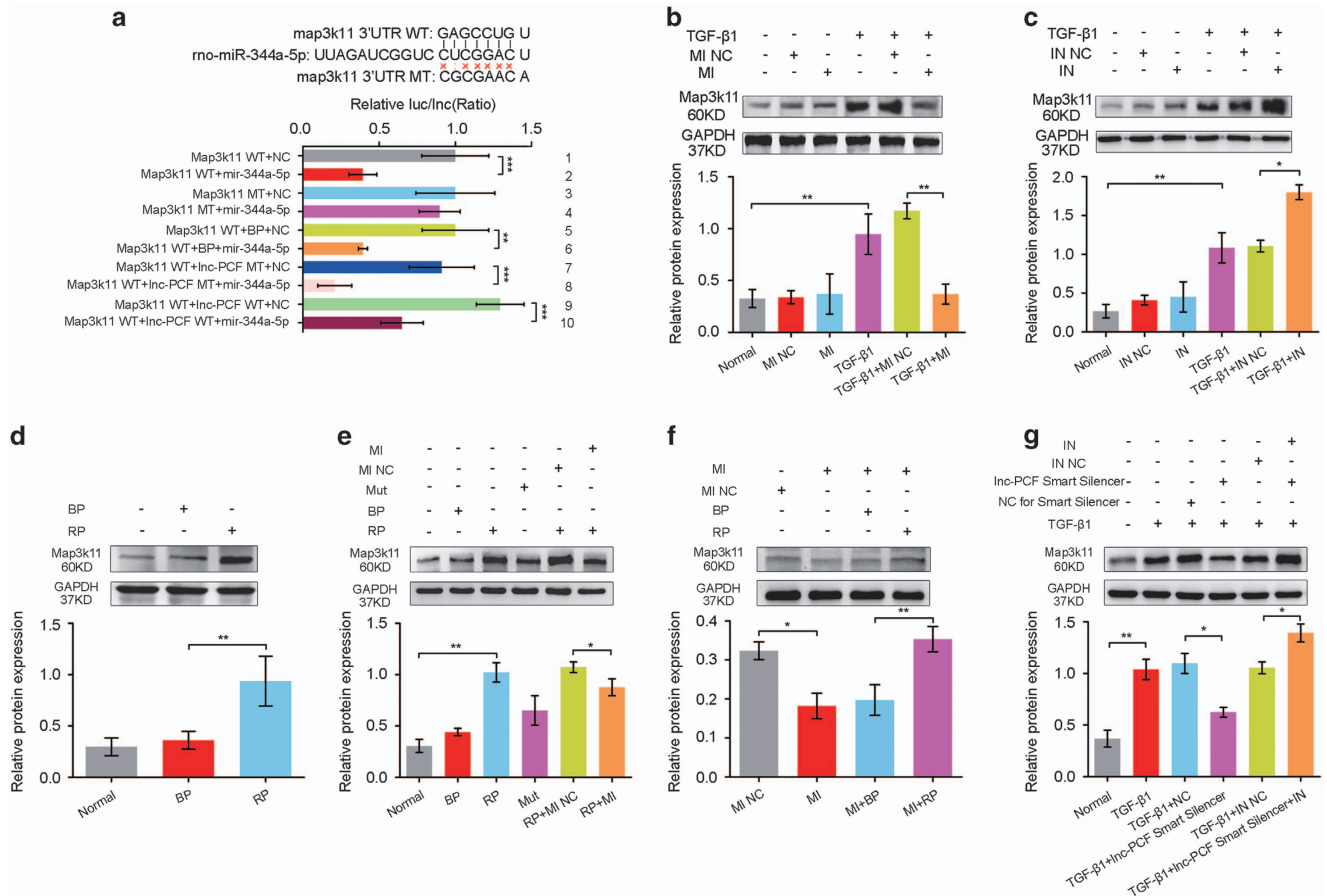 a
map3k11 3'UTR WT: GAGCCUG U
rno-miR-344a-5p: UUAGAUCGGUC CUCGGAC U
map3k11 3'UTR MT: CGCGAAC A
Relative luc/Inc(Ratio)
0.0 0.5 1.0 1.5
Map3k11 WT+NC 1
Map3k11 WT+mir-344a-5p 2
***
Map3k11 MT+NC 3
Map3k11 MT+mir-344a-5p 4
Map3k11 WT+BP+NC 5
Map3k11 WT+BP+mir-344a-5p 6
**
Map3k11 WT+lnc-PCF MT+NC 7
Map3k11 WT+lnc-PCF MT+mir-344a-5p 8
***
Map3k11 WT+lnc-PCF WT+NC 9
Map3k11 WT+lnc-PCF WT+mir-344a-5p 10
***
b
TGF-β1 - - - + + +
MI NC - + - - + -
MI - - + - - +
Map3k11
60KD
GAPDH
37KD
Relative protein expression
1.5
1.0
0.5
0.0
** **
Normal
MI NC
MI
TGF-β1
TGF-β1+MI NC
TGF-β1+MI
c
TGF-β1 - - - + + +
IN NC - + - - + -
IN - - + - - +
Map3k11
60KD
GAPDH
37KD
Relative protein expression
2.0
1.5
1.0
0.5
0.0
** *
Normal
IN NC
IN
TGF-β1
TGF-β1+IN NC
TGF-β1+IN
d
BP - + -
RP - - +
Map3k11
60KD
GAPDH
37KD
Relative protein expression
1.5
1.0
0.5
0.0
**
Normal
BP
RP
e
MI - - - - - +
MI NC - - - - + -
Mut - - - + - -
BP - + - - - -
RP - - + - + +
Map3k11
60KD
GAPDH
37KD
Relative protein expression
1.5
1.0
0.5
0.0
** *
Normal
BP
RP
Mut
RP+MI NC
RP+MI
f
MI - + + +
MI NC + - - -
BP - - + -
RP - - - +
Map3k11
60KD
GAPDH
37KD
Relative protein expression
0.4
0.3
0.2
0.1
0.0
* **
MI NC
MI
MI+BP
MI+RP
g
IN - - - - - +
IN NC - - - - + -
lnc-PCF Smart Silencer - - - + - +
NC for Smart Silencer - - + - - -
TGF-β1 - + + + + +
Map3k11
60KD
GAPDH
37KD
Relative protein expression
1.5
1.0
0.5
0.0
** * *
Normal
TGF-β1
TGF-β1+NC
TGF-β1+lnc-PCF Smart Silencer
TGF-β1+IN NC
TGF-β1+lnc-PCF Smart Silencer+IN